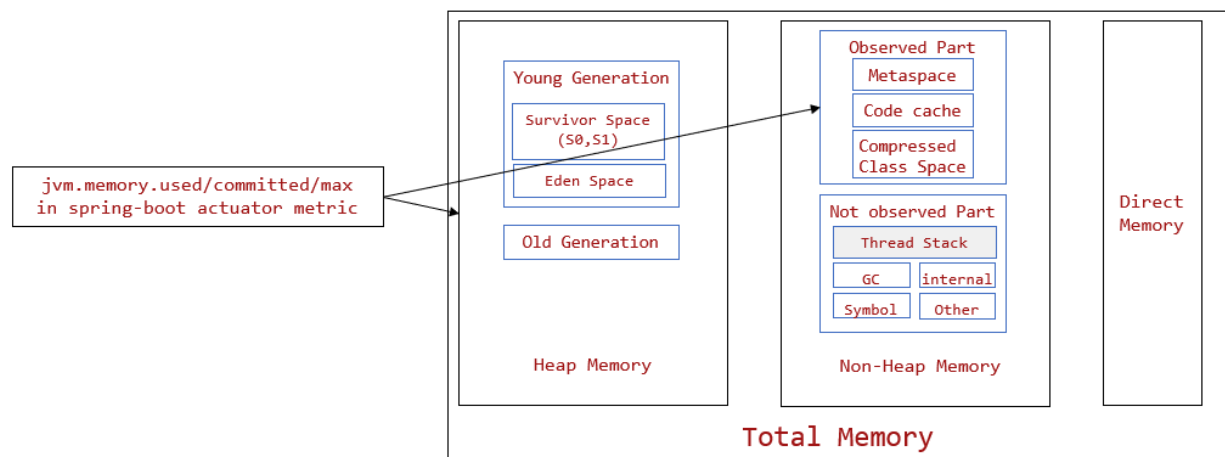 jvm.memory.used/committed/max
in spring-boot actuator metric
Young Generation
Survivor Space
(S0,S1)
Eden Space
Old Generation
Heap Memory
Observed Part
Metaspace
Code cache
Compressed
Class Space
Not observed Part
Thread Stack
GC
internal
Symbol
Other
Non-Heap Memory
Direct
Memory
Total Memory